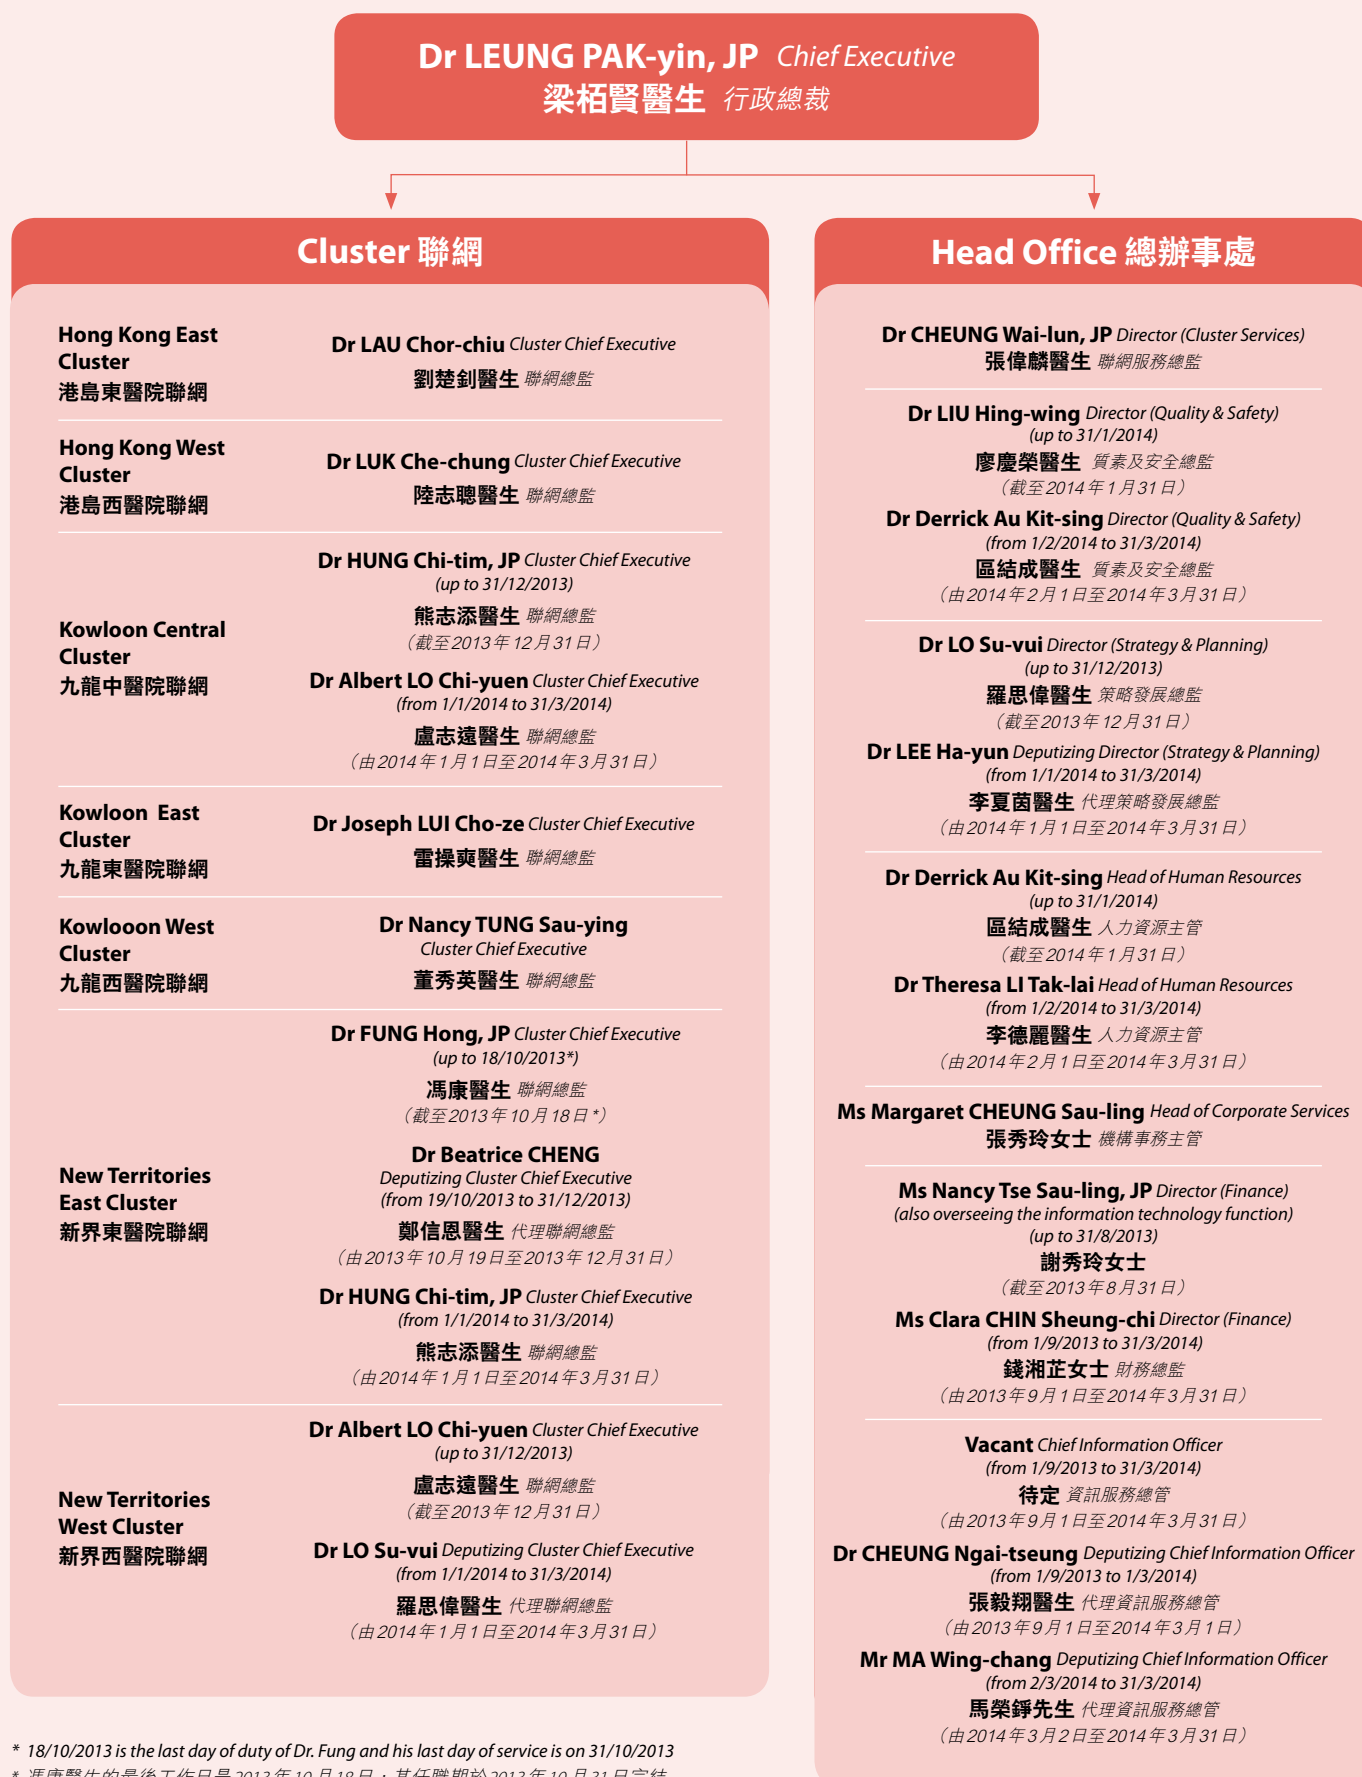 Dr LEUNG PAK-yin, JP Chief Executive
梁栢賢醫生 行政總裁
Cluster 聯網
Hong Kong East
Cluster
港島東醫院聯網
Dr LAU Chor-chiu Cluster Chief Executive
劉楚釗醫生 聯網總監
Hong Kong West
Cluster
港島西醫院聯網
Dr LUK Che-chung Cluster Chief Executive
陸志聰醫生 聯網總監
Kowloon Central
Cluster
九龍中醫院聯網
Dr HUNG Chi-tim, JP Cluster Chief Executive
(up to 31/12/2013)
熊志添醫生 聯網總監
（截至2013年12月31日）
Dr Albert LO Chi-yuen Cluster Chief Executive
(from 1/1/2014 to 31/3/2014)
盧志遠醫生 聯網總監
（由2014年1月1日至2014年3月31日）
Kowloon East
Cluster
九龍東醫院聯網
Dr Joseph LUI Cho-ze Cluster Chief Executive
雷操奭醫生 聯網總監
Kowlooon West
Cluster
九龍西醫院聯網
Dr Nancy TUNG Sau-ying
Cluster Chief Executive
董秀英醫生 聯網總監
New Territories
East Cluster
新界東醫院聯網
Dr FUNG Hong, JP Cluster Chief Executive
(up to 18/10/2013*)
馮康醫生 聯網總監
（截至2013年10月18日*）
Dr Beatrice CHENG
Deputizing Cluster Chief Executive
(from 19/10/2013 to 31/12/2013)
鄭信恩醫生 代理聯網總監
（由2013年10月19日至2013年12月31日）
Dr HUNG Chi-tim, JP Cluster Chief Executive
(from 1/1/2014 to 31/3/2014)
熊志添醫生 聯網總監
（由2014年1月1日至2014年3月31日）
New Territories
West Cluster
新界西醫院聯網
Dr Albert LO Chi-yuen Cluster Chief Executive
(up to 31/12/2013)
盧志遠醫生 聯網總監
（截至2013年12月31日）
Dr LO Su-vui Deputizing Cluster Chief Executive
(from 1/1/2014 to 31/3/2014)
羅思偉醫生 代理聯網總監
（由2014年1月1日至2014年3月31日）
Head Office 總辦事處
Dr CHEUNG Wai-lun, JP Director (Cluster Services)
張偉麟醫生 聯網服務總監
Dr LIU Hing-wing Director (Quality & Safety)
(up to 31/1/2014)
廖慶榮醫生 質素及安全總監
（截至2014年1月31日）
Dr Derrick Au Kit-sing Director (Quality & Safety)
(from 1/2/2014 to 31/3/2014)
區結成醫生 質素及安全總監
（由2014年2月1日至2014年3月31日）
Dr LO Su-vui Director (Strategy & Planning)
(up to 31/12/2013)
羅思偉醫生 策略發展總監
（截至2013年12月31日）
Dr LEE Ha-yun Deputizing Director (Strategy & Planning)
(from 1/1/2014 to 31/3/2014)
李夏茵醫生 代理策略發展總監
（由2014年1月1日至2014年3月31日）
Dr Derrick Au Kit-sing Head of Human Resources
(up to 31/1/2014)
區結成醫生 人力資源主管
（截至2014年1月31日）
Dr Theresa LI Tak-lai Head of Human Resources
(from 1/2/2014 to 31/3/2014)
李德麗醫生 人力資源主管
（由2014年2月1日至2014年3月31日）
Ms Margaret CHEUNG Sau-ling Head of Corporate Services
張秀玲女士 機構事務主管
Ms Nancy Tse Sau-ling, JP Director (Finance)
(also overseeing the information technology function)
(up to 31/8/2013)
謝秀玲女士
（截至2013年8月31日）
Ms Clara CHIN Sheung-chi Director (Finance)
(from 1/9/2013 to 31/3/2014)
錢湘芷女士 財務總監
（由2013年9月1日至2014年3月31日）
Vacant Chief Information Officer
(from 1/9/2013 to 31/3/2014)
待定 資訊服務總管
（由2013年9月1日至2014年3月31日）
Dr CHEUNG Ngai-tseung Deputizing Chief Information Officer
(from 1/9/2013 to 1/3/2014)
張毅翔醫生 代理資訊服務總管
（由2013年9月1日至2014年3月1日）
Mr MA Wing-chang Deputizing Chief Information Officer
(from 2/3/2014 to 31/3/2014)
馬榮錚先生 代理資訊服務總管
（由2014年3月2日至2014年3月31日）
* 18/10/2013 is the last day of duty of Dr. Fung and his last day of service is on 31/10/2013
* 馮康醫生的最後工作日是2013年10月18日，其任職期於2013年10月31日完結